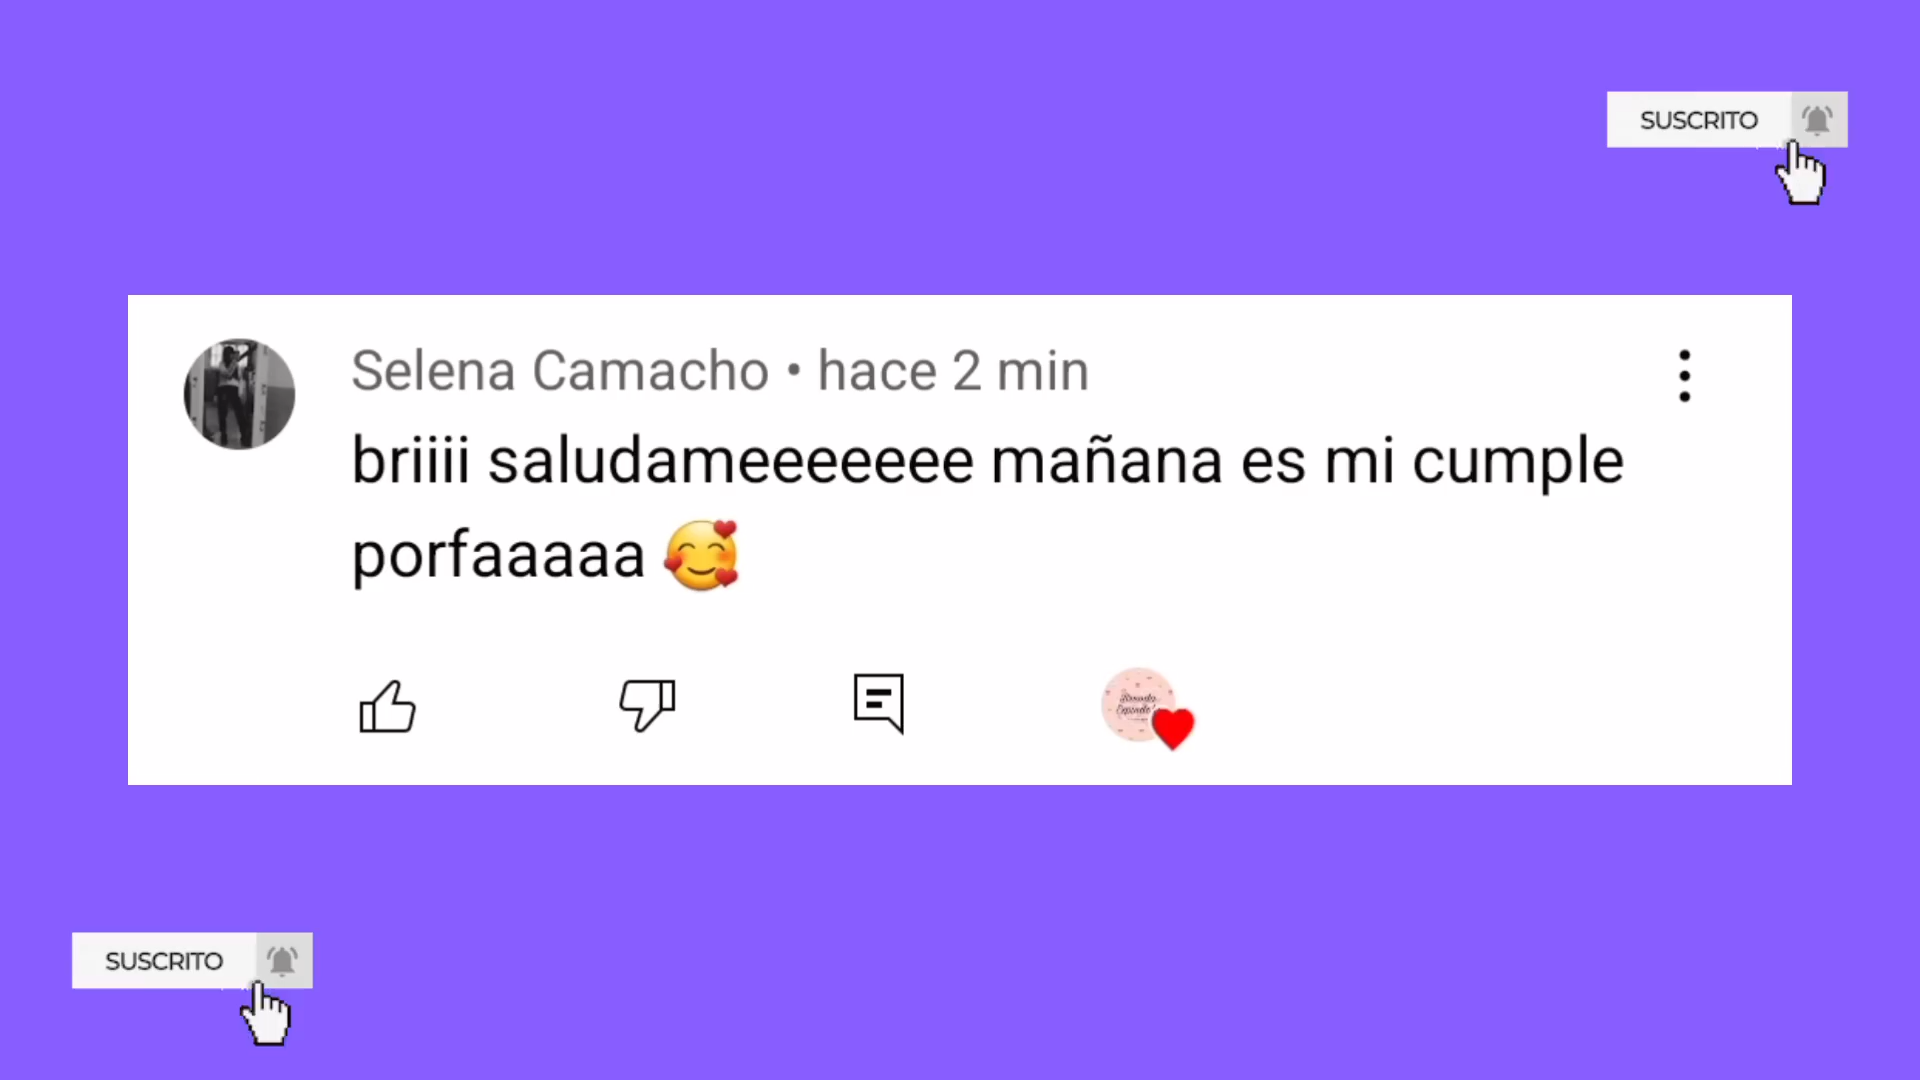 SUSCRITO
Selena Camacho • hace 2 min
briiii saludameeeeeee mañana es mi cumple
porfaaaaa 🥰
SUSCRITO